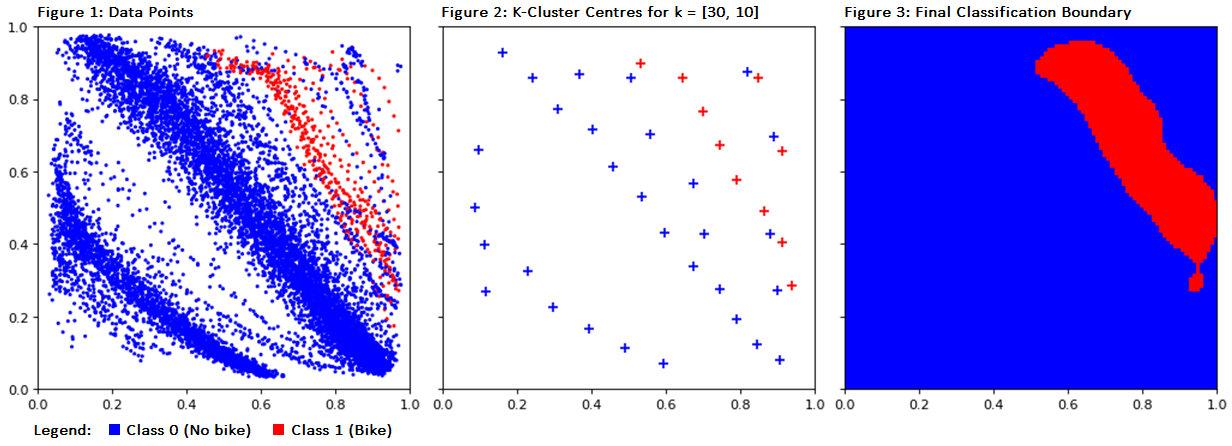 Figure 1: Data Points
Figure 2: K-Cluster Centres for k = [30, 10]
Figure 3: Final Classification Boundary
1.0
0.8
0.6
0.4
0.2
0.0
0.0 0.2 0.4 0.6 0.8 1.0
0.0 0.2 0.4 0.6 0.8 1.0
0.0 0.2 0.4 0.6 0.8 1.0
Legend: Class 0 (No bike) Class 1 (Bike)